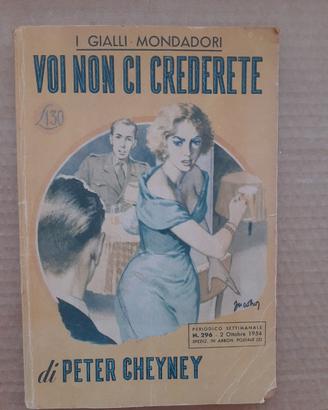 I GIALLI MONDADORI
VOI NON CI CREDERETE
L.130
PERIODICO SETTIMANALE
N. 296 - 2 Ottobre 1954
SPEDIZ. IN ABBON. POSTALE (2)
di PETER CHEYNEY